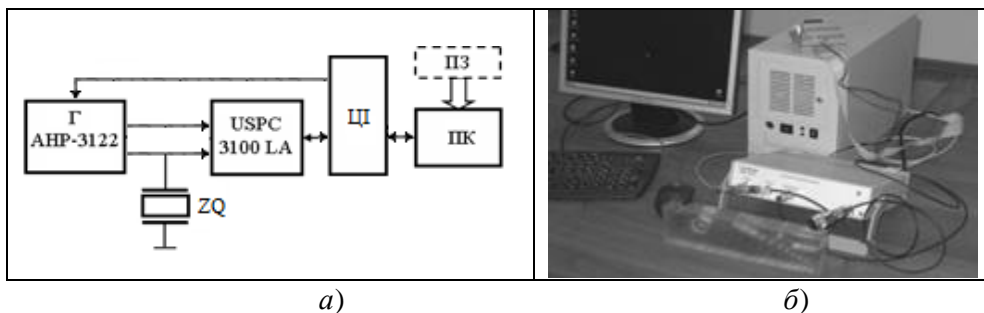 ПЗ
Г
АНР-3122
USPC
3100 LA
ЦІ
ПК
ZQ
а)
б)